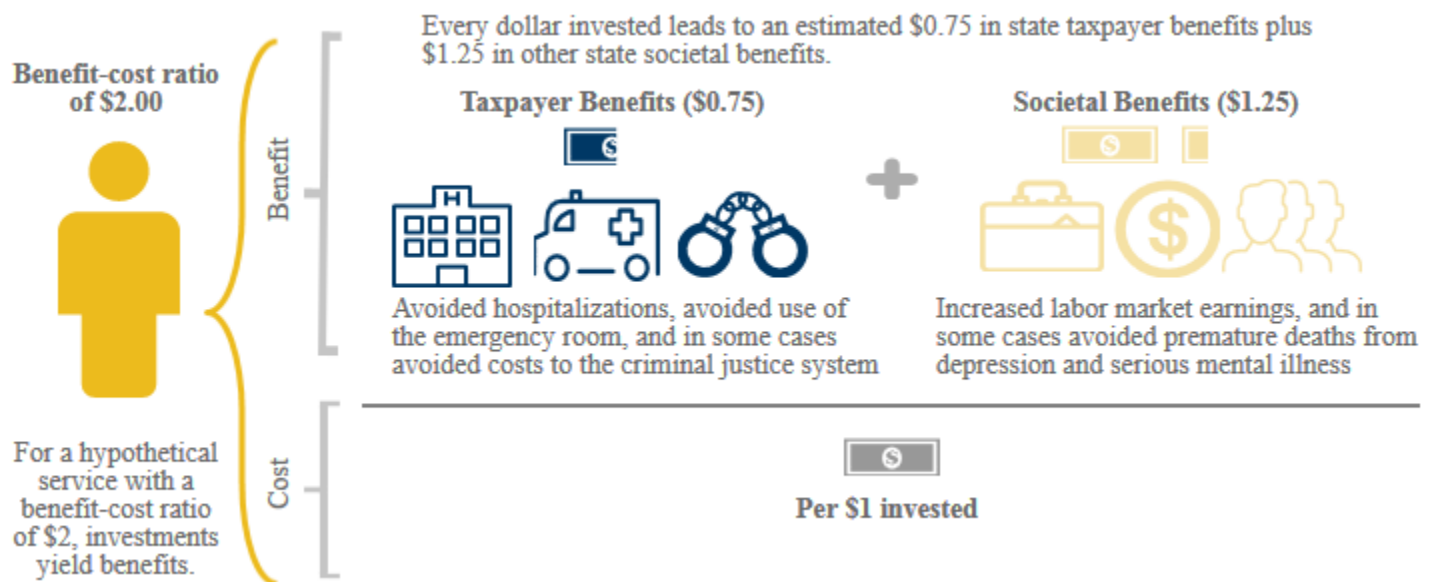 Every dollar invested leads to an estimated $0.75 in state taxpayer benefits plus
$1.25 in other state societal benefits.
Benefit-cost ratio
of $2.00
Benefit
Taxpayer Benefits ($0.75)
$
H
Avoided hospitalizations, avoided use of
the emergency room, and in some cases
avoided costs to the criminal justice system
Societal Benefits ($1.25)
$
$
Increased labor market earnings, and in
some cases avoided premature deaths from
depression and serious mental illness
For a hypothetical
service with a
benefit-cost ratio
of $2, investments
yield benefits.
Cost
$
Per $1 invested